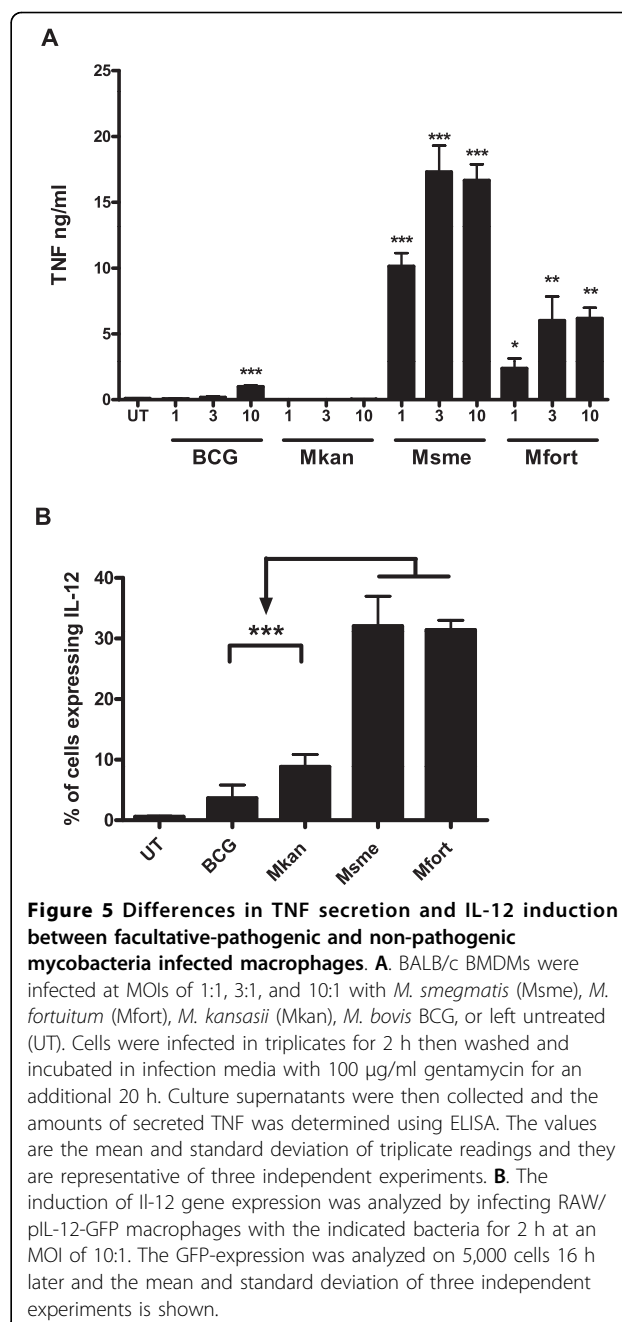 A
25
20
15
10
5
0
TNF ng/ml
***
***
***
***
*
**
**
UT 1 3 10 1 3 10 1 3 10 1 3 10
BCG Mkan Msme Mfort
B
40
30
20
10
0
% of cells expressing IL-12
***
UT BCG Mkan Msme Mfort
Figure 5 Differences in TNF secretion and IL-12 induction
between facultative-pathogenic and non-pathogenic
mycobacteria infected macrophages. A. BALB/c BMDMs were
infected at MOIs of 1:1, 3:1, and 10:1 with M. smegmatis (Msme), M.
fortuitum (Mfort), M. kansasii (Mkan), M. bovis BCG, or left untreated
(UT). Cells were infected in triplicates for 2 h then washed and
incubated in infection media with 100 μg/ml gentamycin for an
additional 20 h. Culture supernatants were then collected and the
amounts of secreted TNF was determined using ELISA. The values
are the mean and standard deviation of triplicate readings and they
are representative of three independent experiments. B. The
induction of Il-12 gene expression was analyzed by infecting RAW/
pIL-12-GFP macrophages with the indicated bacteria for 2 h at an
MOI of 10:1. The GFP-expression was analyzed on 5,000 cells 16 h
later and the mean and standard deviation of three independent
experiments is shown.